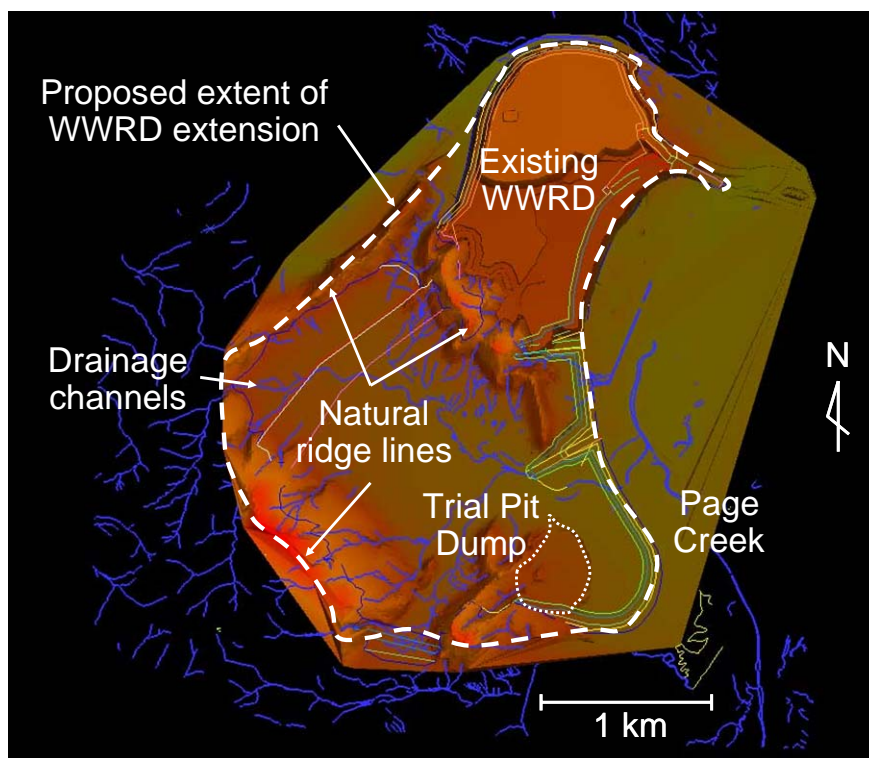 Proposed extent of
WWRD extension
Existing
WWRD
Drainage
channels
Natural
ridge lines
N
Trial Pit
Dump
Page
Creek
1 km